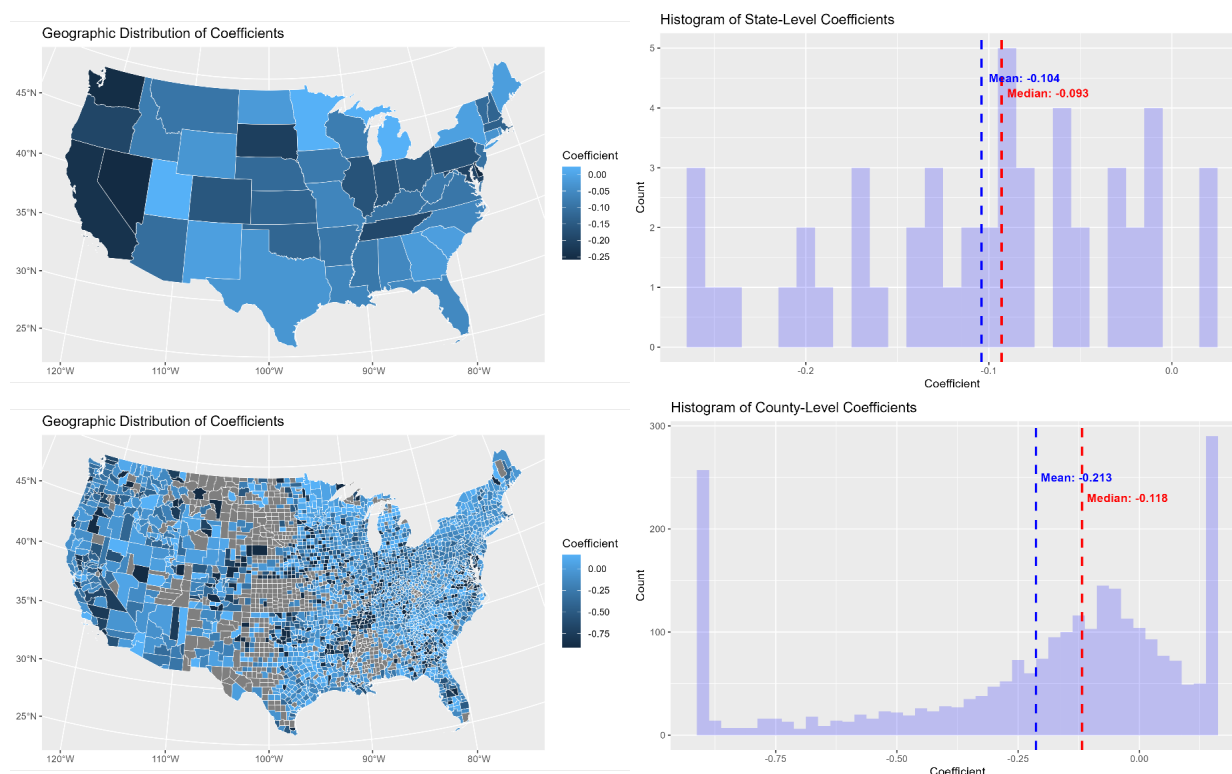 Geographic Distribution of Coefficients
45°N
40°N
35°N
30°N
25°N
120°W
110°W
100°W
90°W
80°W
Coefficient
0.00
-0.05
-0.10
-0.15
-0.20
-0.25
Histogram of State-Level Coefficients
Count
5
4
3
2
1
0
Mean: -0.104
Median: -0.093
-0.2
-0.1
0.0
Coefficient
Geographic Distribution of Coefficients
45°N
40°N
35°N
30°N
25°N
120°W
110°W
100°W
90°W
80°W
Coefficient
0.00
-0.25
-0.50
-0.75
Histogram of County-Level Coefficients
Count
300
200
100
0
Mean: -0.213
Median: -0.118
-0.75
-0.50
-0.25
0.00
Coefficient